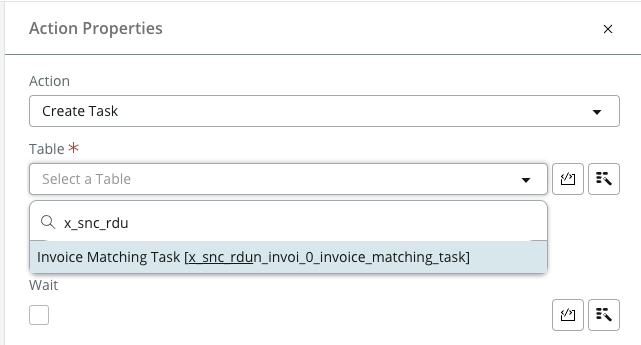 Action Properties
Action
Create Task
Table *
Select a Table
x_snc_rdu
Invoice Matching Task [x_snc_rdun_invoi_0_invoice_matching_task]
Wait